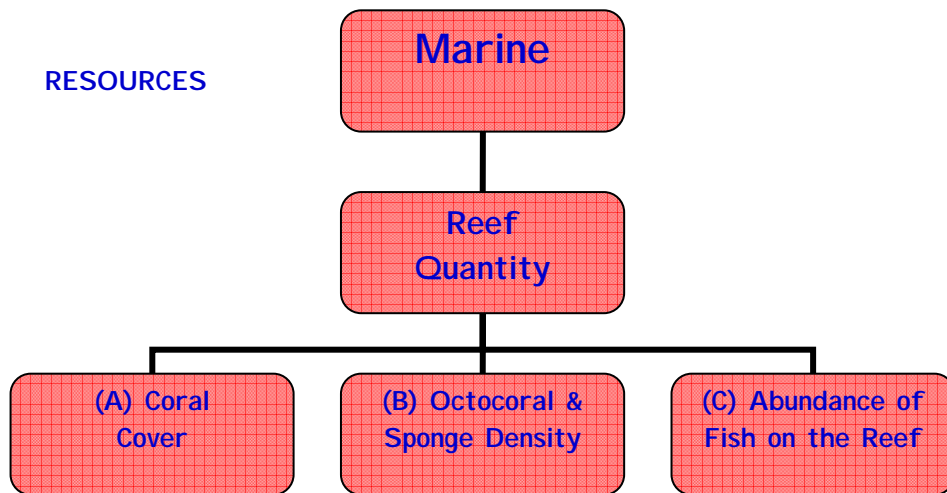 Marine
RESOURCES
Reef
Quantity
(A) Coral
Cover
(B) Octocoral &
Sponge Density
(C) Abundance of
Fish on the Reef